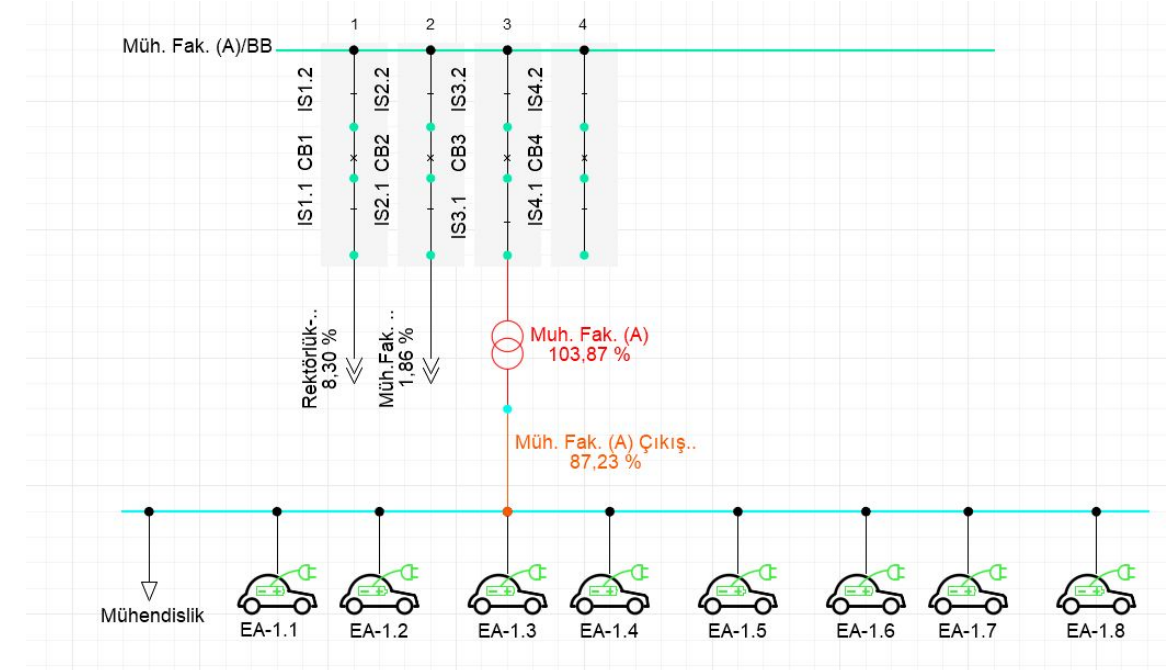 1 2 3 4
Müh. Fak. (A)/BB
IS1.2 IS2.2 IS3.2 IS4.2
CB1 CB2 CB3 CB4
IS1.1 IS2.1 IS3.1 IS4.1
Rektörlük-..
8,30 %
Müh.Fak...
1,86 %
Muh. Fak. (A)
103,87 %
Müh. Fak. (A) Çıkış..
87,23 %
Mühendislik
EA-1.1 EA-1.2 EA-1.3 EA-1.4 EA-1.5 EA-1.6 EA-1.7 EA-1.8